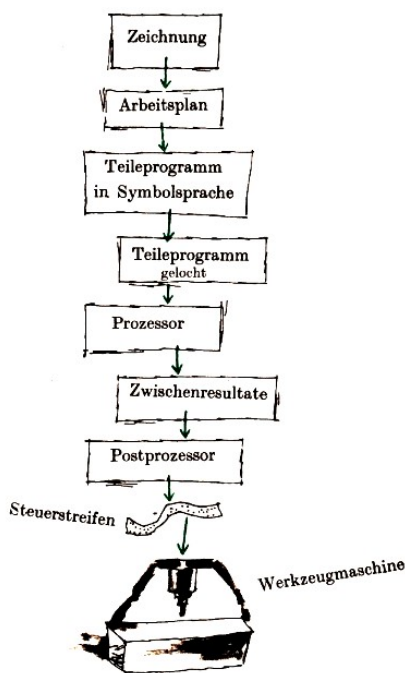 Zeichnung
Arbeitsplan
Teileprogramm
in Symbolsprache
Teileprogramm
gelocht
Prozessor
Zwischenresultate
Postprozessor
Steuerstreifen
Werkzeugmaschine